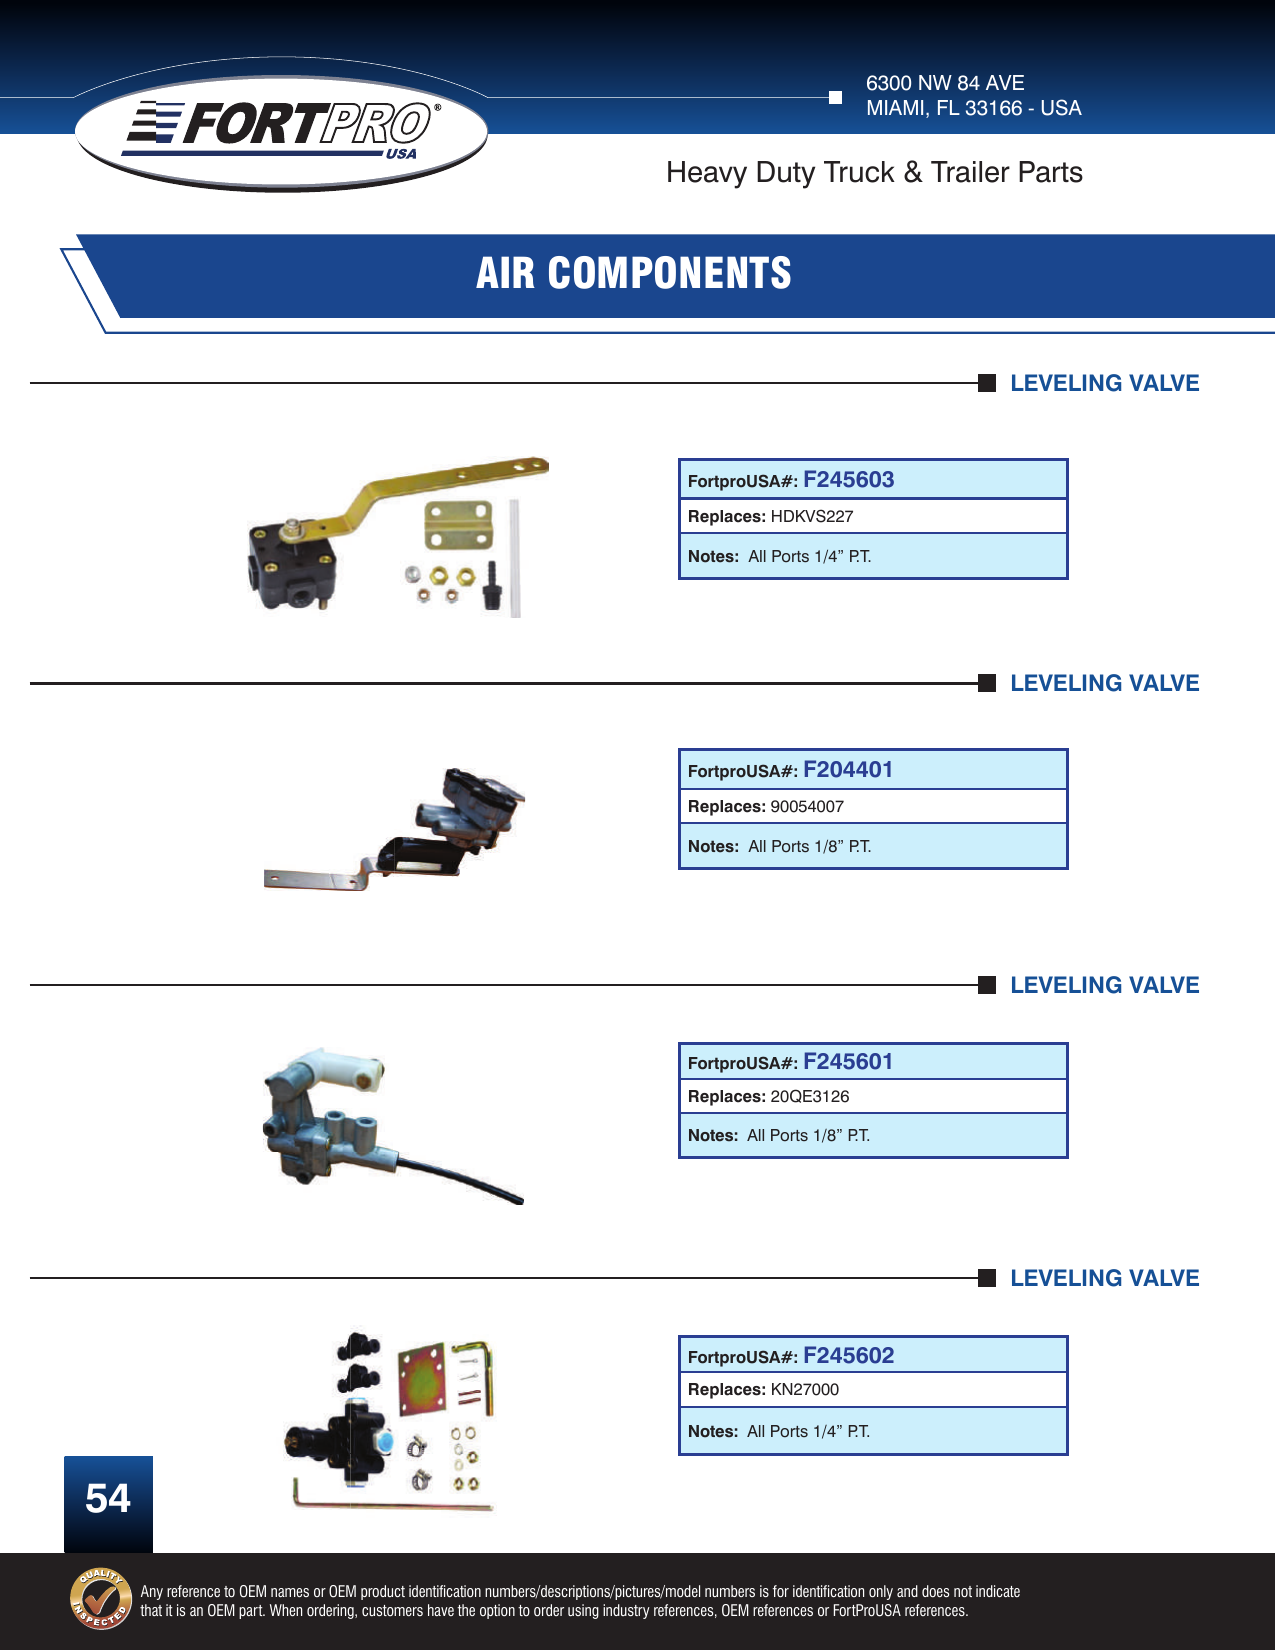 FORTPRO®
USA
6300 NW 84 AVE
MIAMI, FL 33166 - USA
Heavy Duty Truck & Trailer Parts
AIR COMPONENTS
LEVELING VALVE
FortproUSA#: F245603
Replaces: HDKVS227
Notes: All Ports 1/4” P.T.
LEVELING VALVE
FortproUSA#: F204401
Replaces: 90054007
Notes: All Ports 1/8” P.T.
LEVELING VALVE
FortproUSA#: F245601
Replaces: 20QE3126
Notes: All Ports 1/8” P.T.
LEVELING VALVE
FortproUSA#: F245602
Replaces: KN27000
Notes: All Ports 1/4” P.T.
54
QUALITY
INSPECTED
Any reference to OEM names or OEM product identification numbers/descriptions/pictures/model numbers is for identification only and does not indicate
that it is an OEM part. When ordering, customers have the option to order using industry references, OEM references or FortProUSA references.